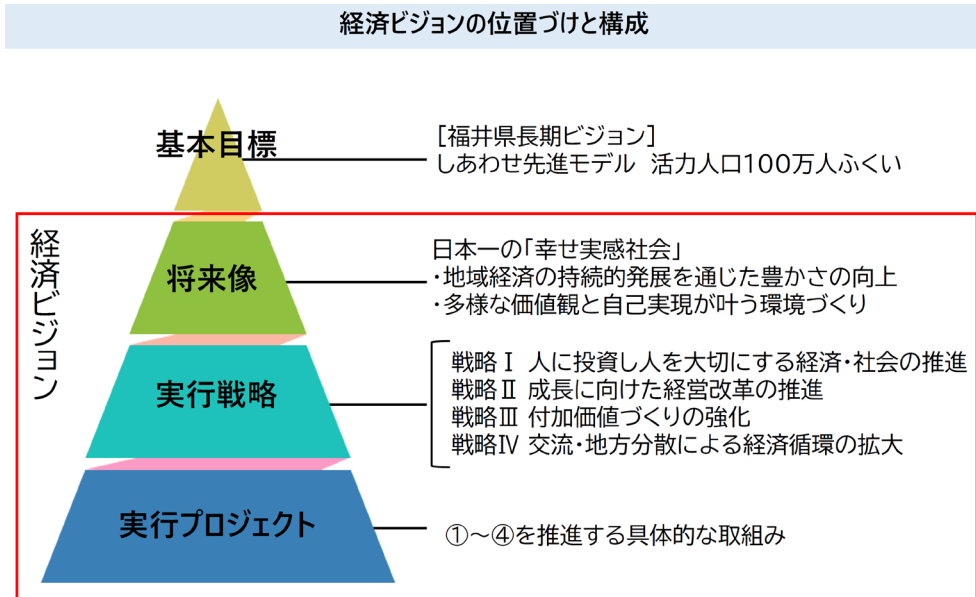 経済ビジョンの位置づけと構成
基本目標
[福井県長期ビジョン]
しあわせ先進モデル 活力人口100万人ふくい
経済ビジョン
将来像
日本一の「幸せ実感社会」
・地域経済の持続的発展を通じた豊かさの向上
・多様な価値観と自己実現が叶う環境づくり
実行戦略
戦略Ⅰ 人に投資し人を大切にする経済・社会の推進
戦略Ⅱ 成長に向けた経営改革の推進
戦略Ⅲ 付加価値づくりの強化
戦略Ⅳ 交流・地方分散による経済循環の拡大
実行プロジェクト
①～④を推進する具体的な取組み